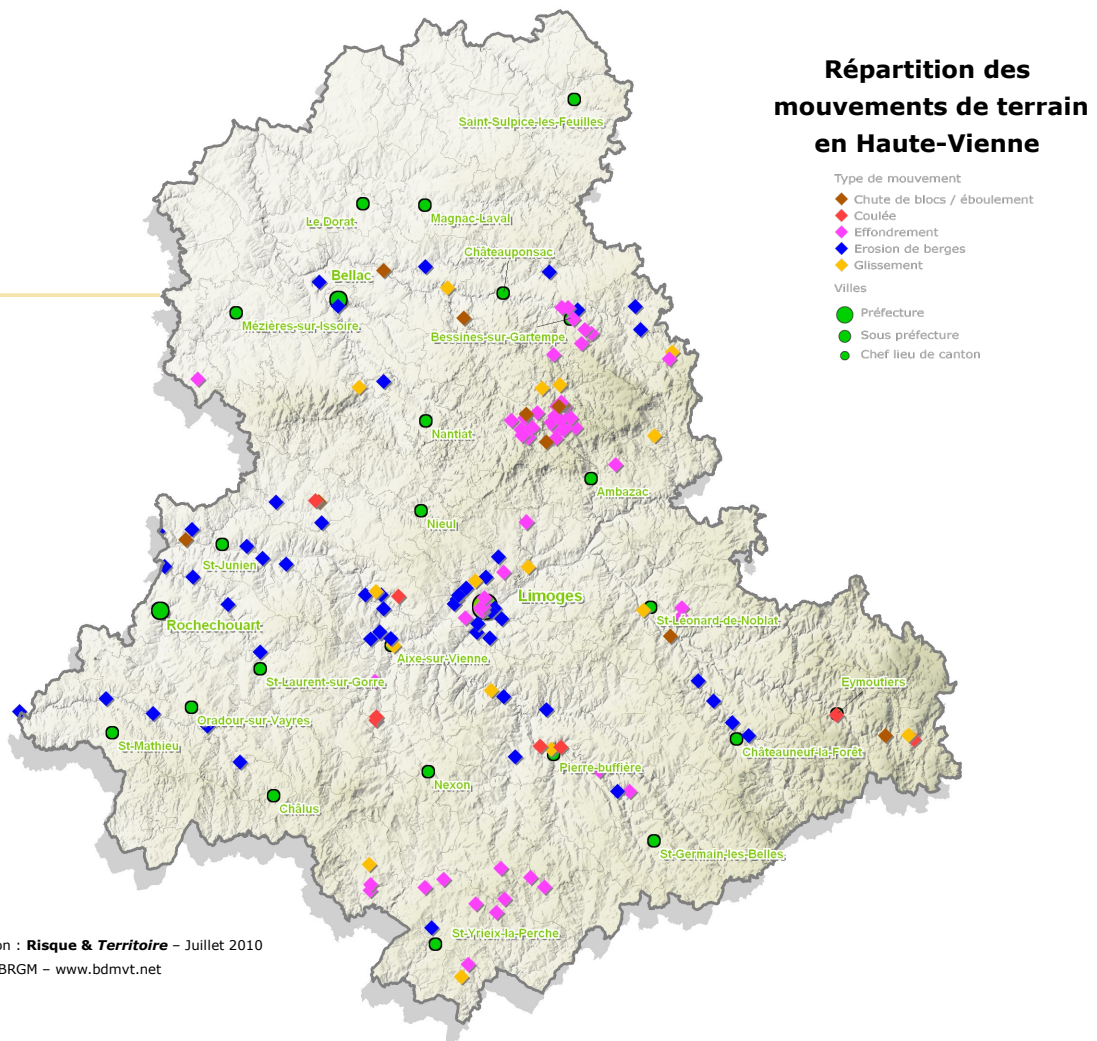 Répartition des
mouvements de terrain
en Haute-Vienne
Type de mouvement
Chute de blocs / éboulement
Coulée
Effondrement
Erosion de berges
Glissement
Villes
Préfecture
Sous préfecture
Chef lieu de canton
Saint-Sulpice-les-Feuilles
Le Dorat
Magnac-Laval
Châteauponsac
Bellac
Mézières-sur-Issoire
Bessines-sur-Gartempe
Nantiat
Ambazac
Nieul
St-Junien
Limoges
Rochechouart
St-Léonard-de-Noblat
Aixe-sur-Vienne
St-Laurent-sur-Gorre
Eymoutiers
Oradour-sur-Vayres
St-Mathieu
Châteauneuf-la-Forêt
Pierre-buffière
Nexon
Châlus
St-Germain-les-Belles
St-Yrieix-la-Perche
on : Risque & Territoire – Juillet 2010
BRGM – www.bdmvt.net